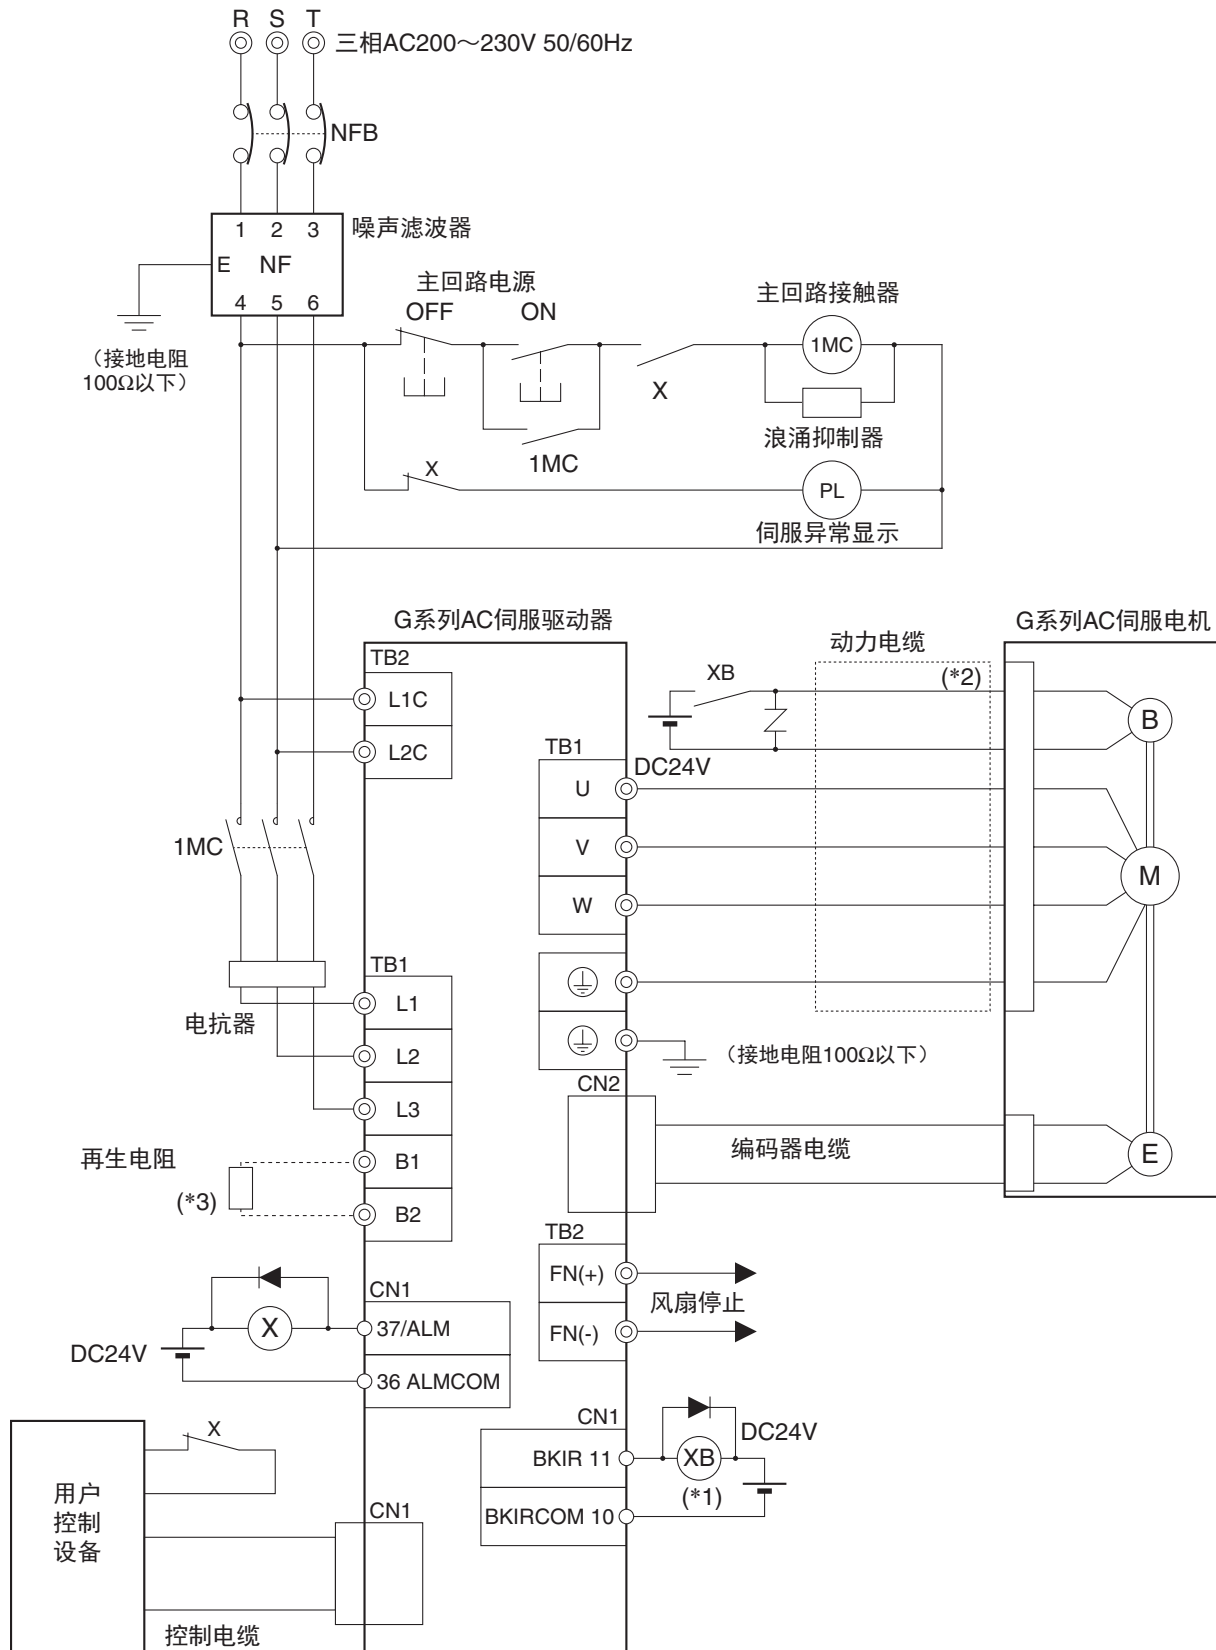 R S T
三相AC200～230V 50/60Hz
NFB
1 2 3
噪声滤波器
E NF
4 5 6
（接地电阻
100Ω以下）
主回路电源
OFF ON
主回路接触器
1MC
X
浪涌抑制器
1MC
X
PL
伺服异常显示
G系列AC伺服驱动器
G系列AC伺服电机
TB2
L1C
L2C
动力电缆
(*2)
XB
DC24V
B
TB1
U
V
W
M
1MC
TB1
电抗器
L1
L2
L3
（接地电阻100Ω以下）
CN2
编码器电缆
E
再生电阻
(*3)
B1
B2
TB2
FN(+)
风扇停止
FN(-)
CN1
X
37/ALM
DC24V
36 ALMCOM
CN1
DC24V
BKIR 11
XB
(*1)
BKIRCOM 10
X
用户
控制
设备
CN1
控制电缆